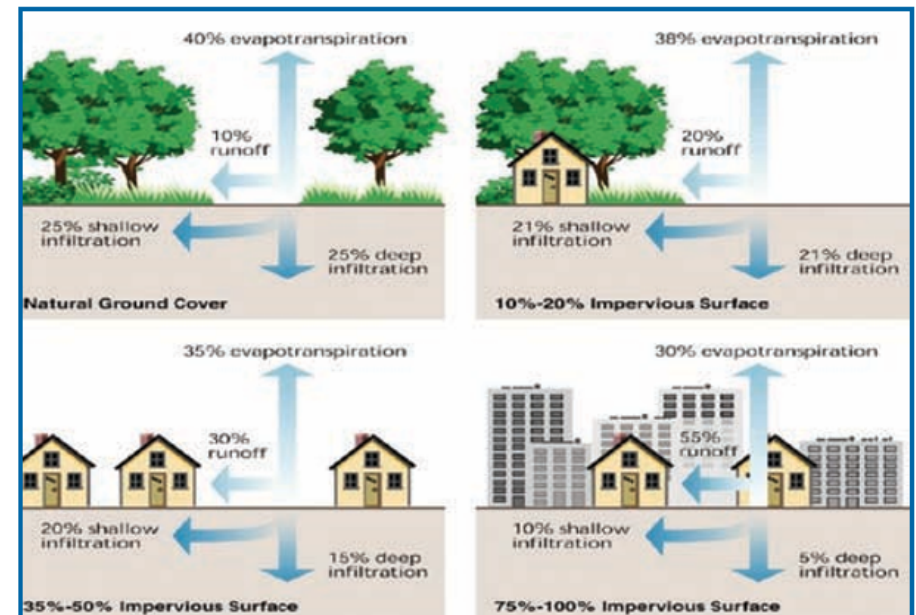 40% evapotranspiration
10%
runoff
25% shallow
infiltration
25% deep
infiltration
Natural Ground Cover
38% evapotranspiration
20%
runoff
21% shallow
infiltration
21% deep
infiltration
10%-20% Impervious Surface
35% evapotranspiration
30%
runoff
20% shallow
infiltration
15% deep
infiltration
35%-50% Impervious Surface
30% evapotranspiration
55%
runoff
10% shallow
infiltration
5% deep
infiltration
75%-100% Impervious Surface